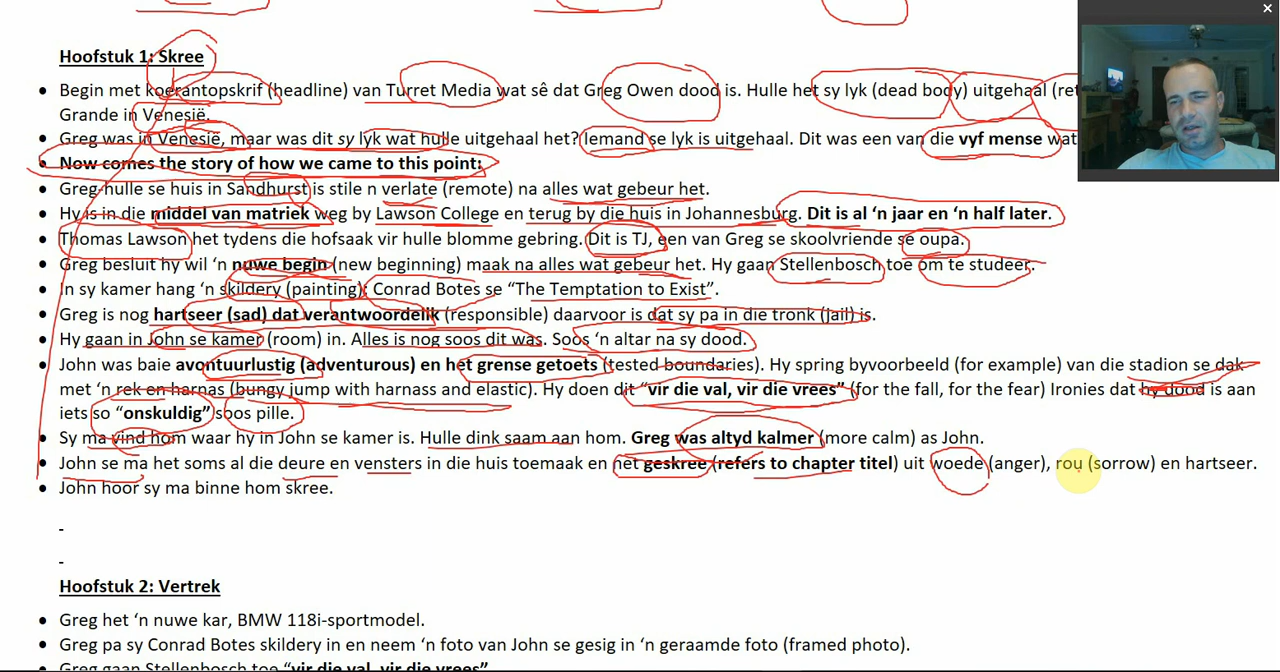 Hoofstuk 1: Skree
Begin met koerantopskrif (headline) van Turret Media wat sê dat Greg Owen dood is. Hulle het sy lyk (dead body) uitgehaal (ret
Grande in Venesië.
Greg was in Venesië, maar was dit sy lyk wat hulle uitgehaal het? Iemand se lyk is uitgehaal. Dit was een van die vyf mense wat
Now comes the story of how we came to this point:
Greg-hulle se huis in Sandhurst is stile n verlate (remote) na alles wat gebeur het.
Hy is in die middel van matriek weg by Lawson College en terug by die huis in Johannesburg. Dit is al ‘n jaar en ‘n half later.
Thomas Lawson het tydens die hofsaak vir hulle blomme gebring. Dit is TJ, een van Greg se skoolvriende se oupa.
Greg besluit hy wil ‘n nuwe begin (new beginning) maak na alles wat gebeur het. Hy gaan Stellenbosch toe om te studeer.
In sy kamer hang ‘n skildery (painting): Conrad Botes se “The Temptation to Exist”.
Greg is nog hartseer (sad) dat verantwoordelik (responsible) daarvoor is dat sy pa in die tronk (jail) is.
Hy gaan in John se kamer (room) in. Alles is nog soos dit was. Soos ‘n altar na sy dood.
John was baie avontuurlustig (adventurous) en het grense getoets (tested boundaries). Hy spring byvoorbeeld (for example) van die stadion se dak
met ‘n rek en harnas (bungy jump with harnass and elastic). Hy doen dit “vir die val, vir die vrees” (for the fall, for the fear) Ironies dat hy dood is aan
iets so “onskuldig” soos pille.
Sy ma vind hom waar hy in John se kamer is. Hulle dink saam aan hom. Greg was altyd kalmer (more calm) as John.
John se ma het soms al die deure en vensters in die huis toemaak en het geskree (refers to chapter titel) uit woede (anger), rou (sorrow) en hartseer.
John hoor sy ma binne hom skree.
-
-
Hoofstuk 2: Vertrek
Greg het ‘n nuwe kar, BMW 118i-sportmodel.
Greg pa sy Conrad Botes skildery in en neem ‘n foto van John se gesig in ‘n geraamde foto (framed photo).
Greg gaan Stellenbosch toe “vir die val, vir die vrees”